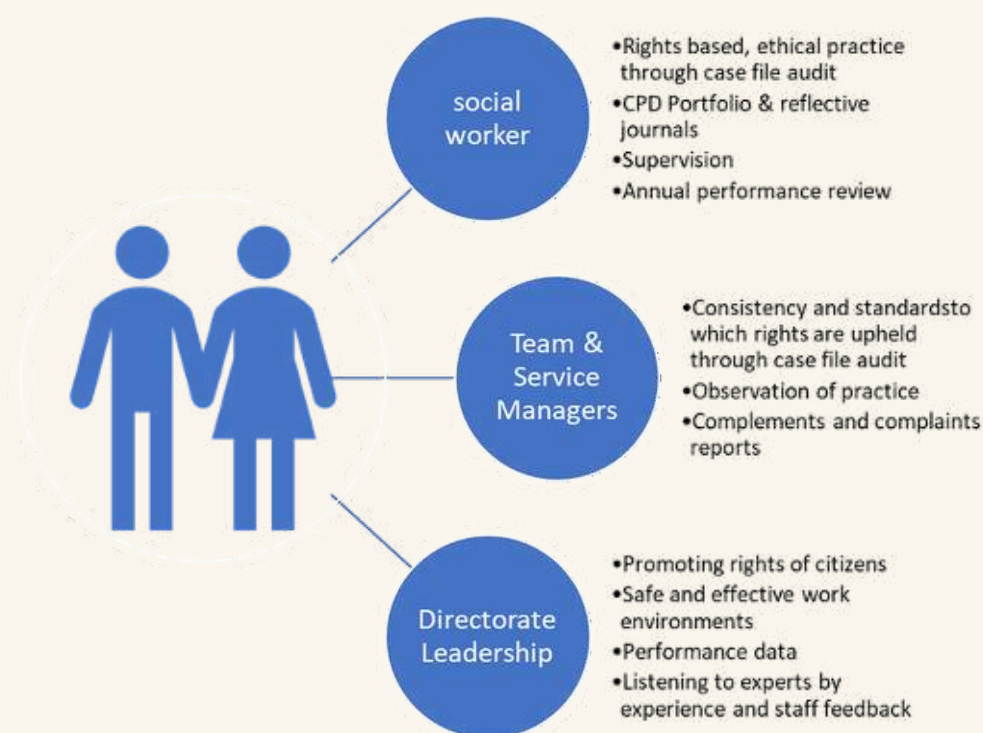 social
worker
•Rights based, ethical practice
through case file audit
•CPD Portfolio & reflective
journals
•Supervision
•Annual performance review
Team &
Service
Managers
•Consistency and standardsto
which rights are upheld
through case file audit
•Observation of practice
•Complements and complaints
reports
Directorate
Leadership
•Promoting rights of citizens
•Safe and effective work
environments
•Performance data
•Listening to experts by
experience and staff feedback